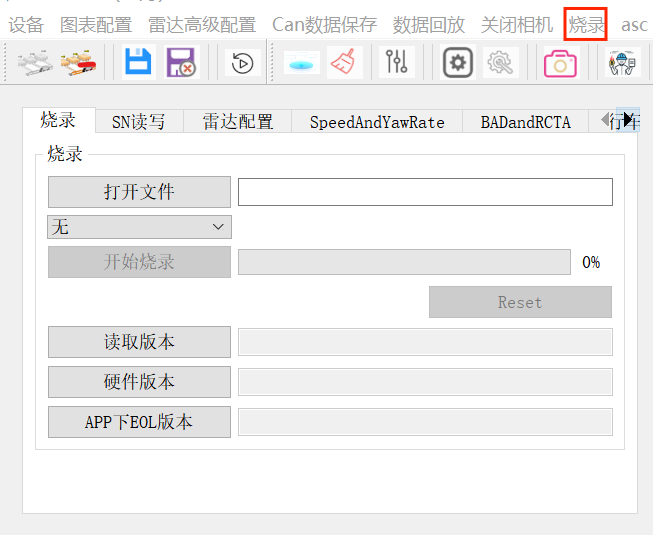 设备 图表配置 雷达高级配置 Can数据保存 数据回放 关闭相机 烧录 asc
烧录 SN读写 雷达配置 SpeedAndYawRate BADandRCTA 行车
烧录
打开文件
无
开始烧录 0%
Reset
读取版本
硬件版本
APP下EOL版本